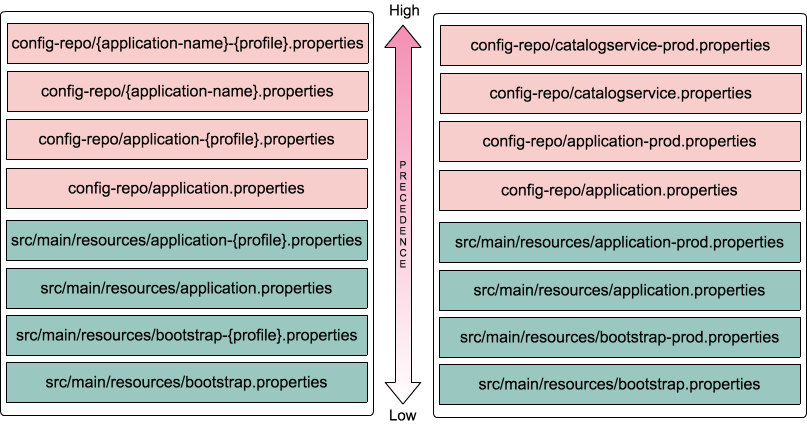 High
config-repo/{application-name}-{profile}.properties
config-repo/{application-name}.properties
config-repo/application-{profile}.properties
config-repo/application.properties
src/main/resources/application-{profile}.properties
src/main/resources/application.properties
src/main/resources/bootstrap-{profile}.properties
src/main/resources/bootstrap.properties
PRECEDENCE
config-repo/catalogservice-prod.properties
config-repo/catalogservice.properties
config-repo/application-prod.properties
config-repo/application.properties
src/main/resources/application-prod.properties
src/main/resources/application.properties
src/main/resources/bootstrap-prod.properties
src/main/resources/bootstrap.properties
Low